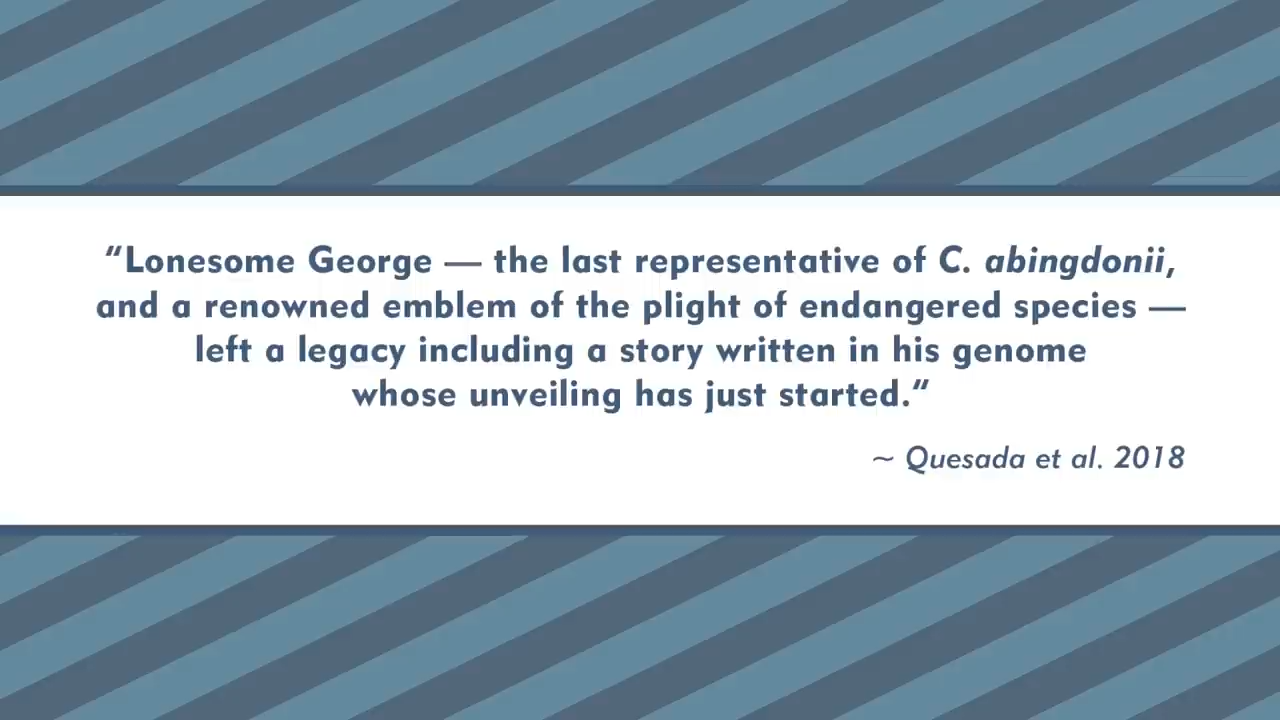 “Lonesome George — the last representative of C. abingdonii,
and a renowned emblem of the plight of endangered species —
left a legacy including a story written in his genome
whose unveiling has just started.“
~ Quesada et al. 2018